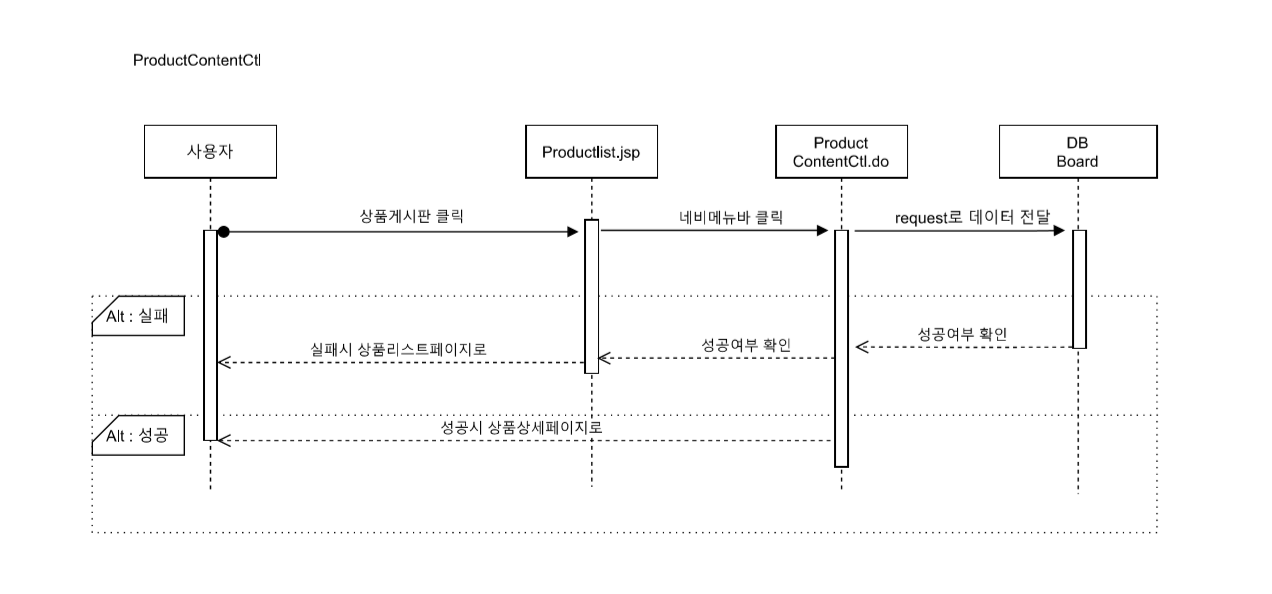 ProductContentCtl
사용자
Productlist.jsp
Product
ContentCtl.do
DB
Board
상품게시판 클릭
네비메뉴바 클릭
request로 데이터 전달
Alt : 실패
실패시 상품리스트페이지로
성공여부 확인
성공여부 확인
Alt : 성공
성공시 상품상세페이지로